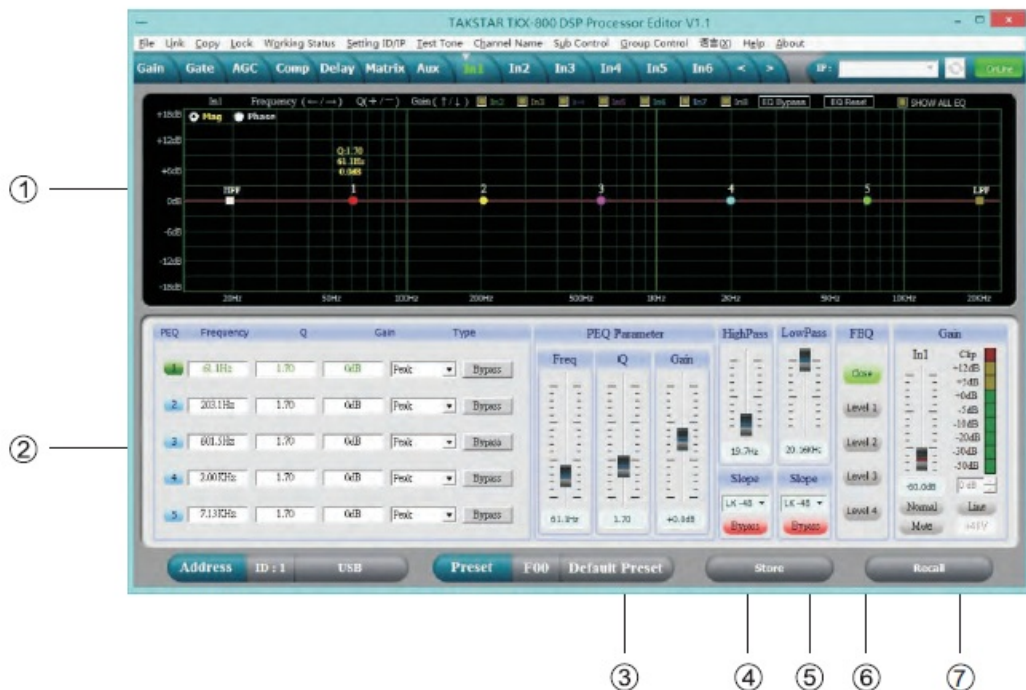 TAKSTAR TKX-800 DSP Processor Editor V1.1
File Link Copy Lock Working Status Setting ID/IP Test Tone Channel Name Sub Control Group Control 语言(X) Help About
Gain Gate AGC Comp Delay Matrix Aux In1 In2 In3 In4 In5 In6 < > IP: OnLine
In1 Frequency (←/→) Q(+/−) Gain(↑/↓) In2 In3 In4 In5 In6 In7 In8 EQ Bypass EQ Reset SHOW ALL EQ
Mag Phase
+18dB
+12dB
+6dB
0dB
-6dB
-12dB
-18dB
Q:1.70
61.1Hz
0.0dB
HPF 1 2 3 4 5 LPF
20Hz 50Hz 100Hz 200Hz 500Hz 1KHz 2KHz 5KHz 100Hz 20KHz
①
PEQ Frequency Q Gain Type
1 61.1Hz 1.70 0dB Peak Bypass
2 203.1Hz 1.70 0dB Peak Bypass
3 601.5Hz 1.70 0dB Peak Bypass
4 2.00KHz 1.70 0dB Peak Bypass
5 7.13KHz 1.70 0dB Peak Bypass
②
PEQ Parameter
Freq Q Gain
61.1Hz 1.70 +0.0dB
HighPass
19.7Hz
Slope
LK-48
Bypass
LowPass
20.16KHz
Slope
LK-48
Bypass
FBQ
Close
Level 1
Level 2
Level 3
Level 4
Gain
In1
-60.0dB
Normal
Mute
Clip
+12dB
+5dB
+0dB
-5dB
-10dB
-20dB
-30dB
-50dB
0 dB
Line
+48V
Address ID : 1 USB
Preset F00 Default Preset
Store
Recall
③ ④ ⑤ ⑥ ⑦